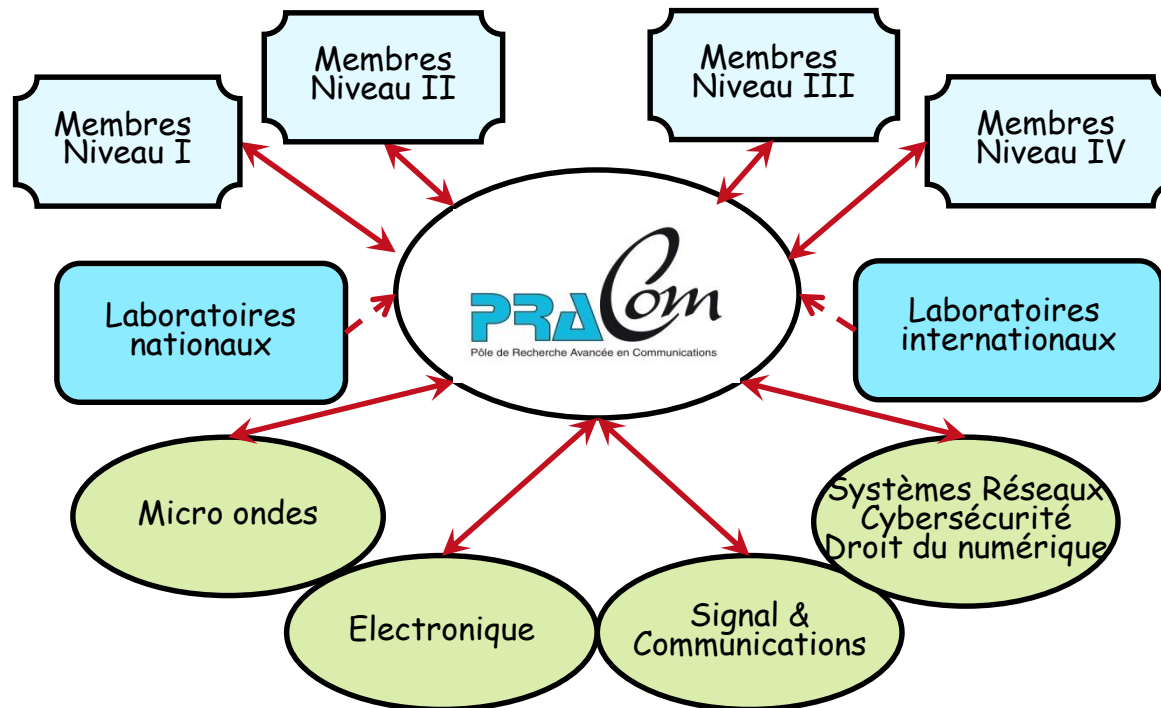 Membres
Niveau I
Membres
Niveau II
Membres
Niveau III
Membres
Niveau IV
Laboratoires
nationaux
PRACom
Pôle de Recherche Avancée en Communications
Laboratoires
internationaux
Micro ondes
Electronique
Signal &
Communications
Systèmes Réseaux
Cybersécurité
Droit du numérique